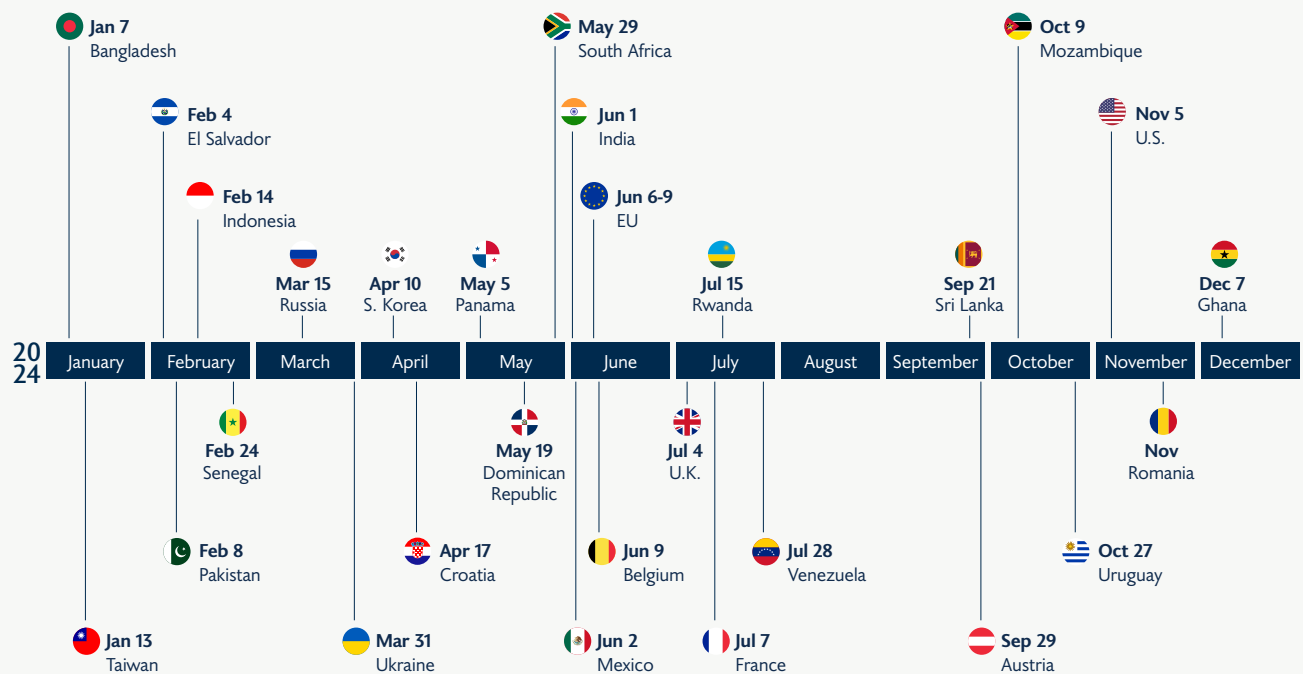 Jan 7
Bangladesh
May 29
South Africa
Oct 9
Mozambique
Feb 4
El Salvador
Jun 1
India
Nov 5
U.S.
Feb 14
Indonesia
Jun 6-9
EU
Mar 15
Russia
Apr 10
S. Korea
May 5
Panama
Jul 15
Rwanda
Sep 21
Sri Lanka
Dec 7
Ghana
20
24
January
February
March
April
May
June
July
August
September
October
November
December
Feb 24
Senegal
May 19
Dominican
Republic
Jul 4
U.K.
Nov
Romania
Feb 8
Pakistan
Apr 17
Croatia
Jun 9
Belgium
Jul 28
Venezuela
Oct 27
Uruguay
Jan 13
Taiwan
Mar 31
Ukraine
Jun 2
Mexico
Jul 7
France
Sep 29
Austria